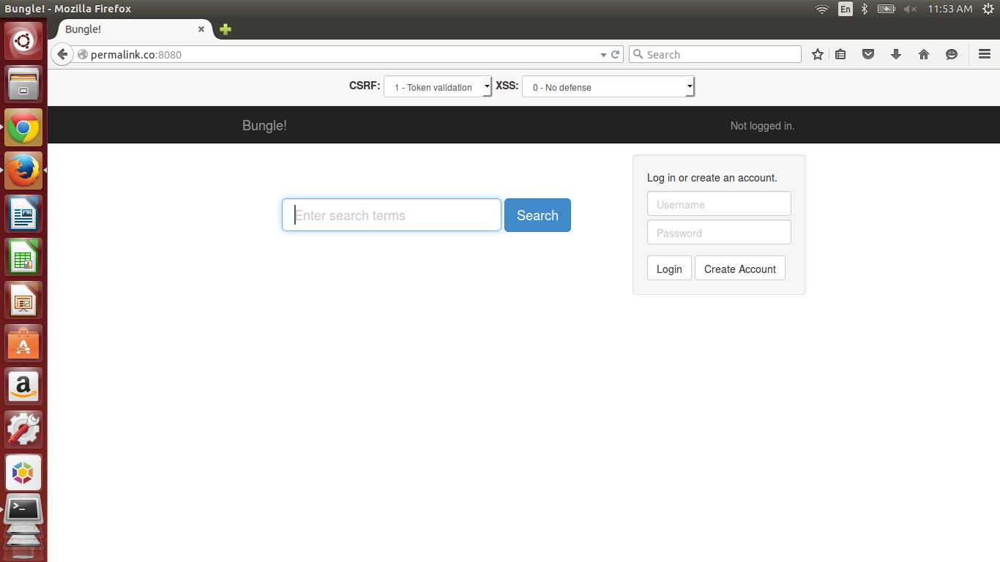 Bungle! - Mozilla Firefox
En
11:53 AM
Bungle!
permalink.co:8080
Search
CSRF: 1 - Token validation XSS: 0 - No defense
Bungle!
Not logged in.
Log in or create an account.
Username
Enter search terms
Search
Password
Login
Create Account